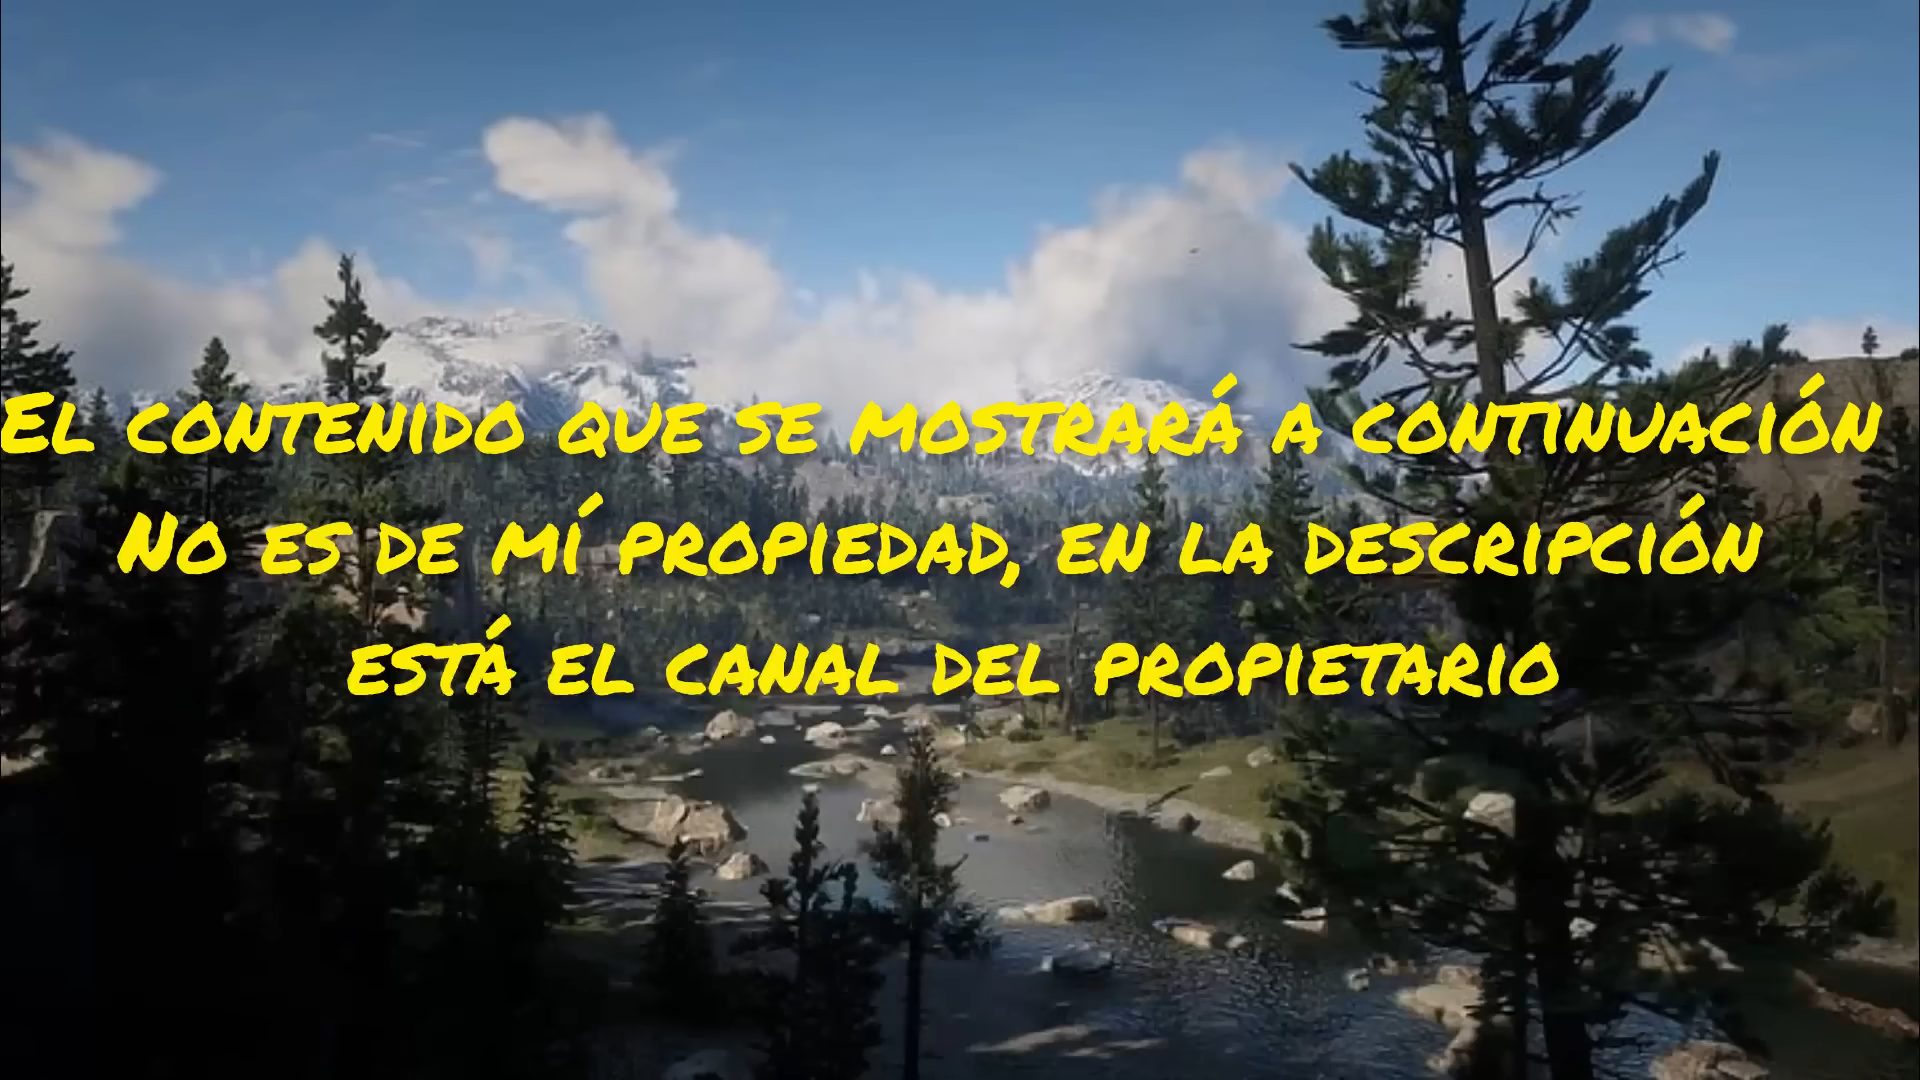 El contenido que se mostrará a continuación
No es de mí propiedad, en la descripción
está el canal del propietario